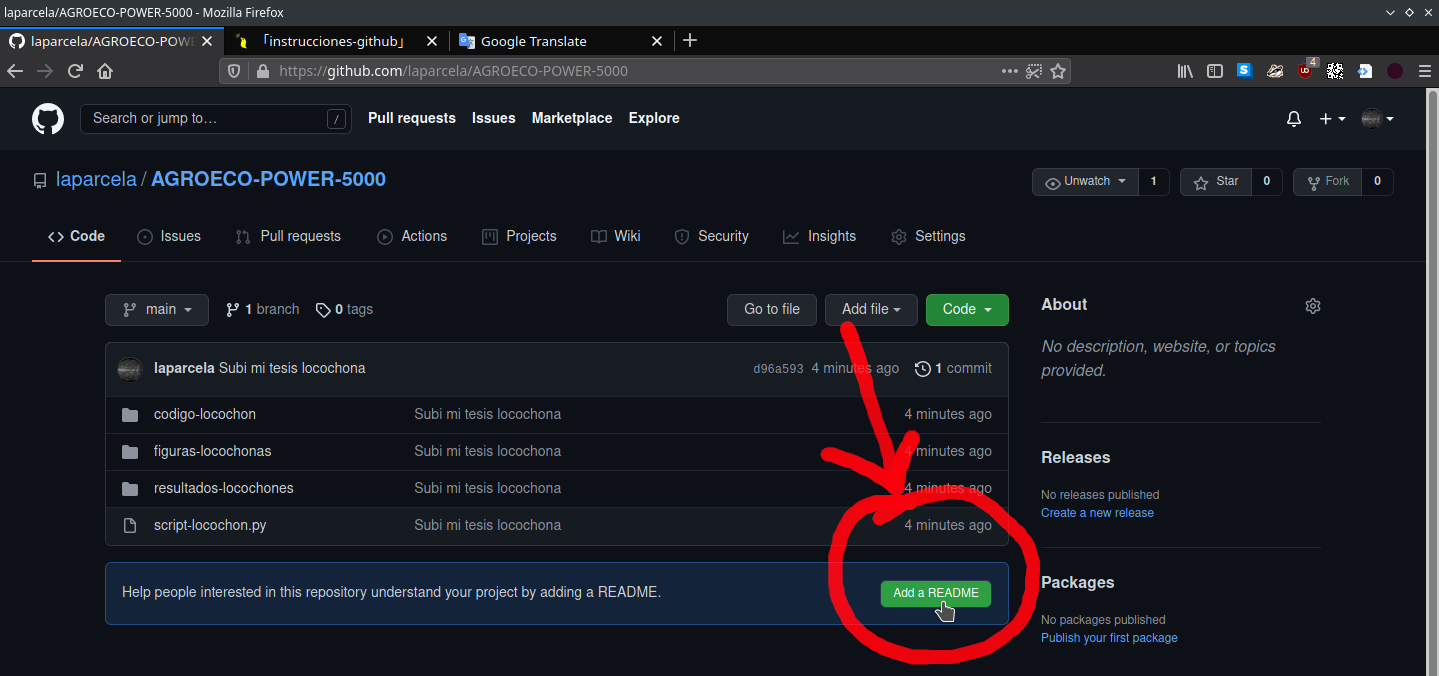 laparcela/AGROECO-POWER-5000 - Mozilla Firefox
laparcela/AGROECO-POWE
「instrucciones-github」
Google Translate
https://github.com/laparcela/AGROECO-POWER-5000
S
4
Search or jump to…
/
Pull requests
Issues
Marketplace
Explore
laparcela / AGROECO-POWER-5000
Unwatch 1
Star 0
Fork 0
Code
Issues
Pull requests
Actions
Projects
Wiki
Security
Insights
Settings
main
1 branch
0 tags
Go to file
Add file
Code
laparcela Subi mi tesis locochona d96a593 4 minutes ago 1 commit
codigo-locochon Subi mi tesis locochona 4 minutes ago
figuras-locochonas Subi mi tesis locochona 4 minutes ago
resultados-locochones Subi mi tesis locochona 4 minutes ago
script-locochon.py Subi mi tesis locochona 4 minutes ago
Help people interested in this repository understand your project by adding a README.
Add a README
About
No description, website, or topics
provided.
Releases
No releases published
Create a new release
Packages
No packages published
Publish your first package